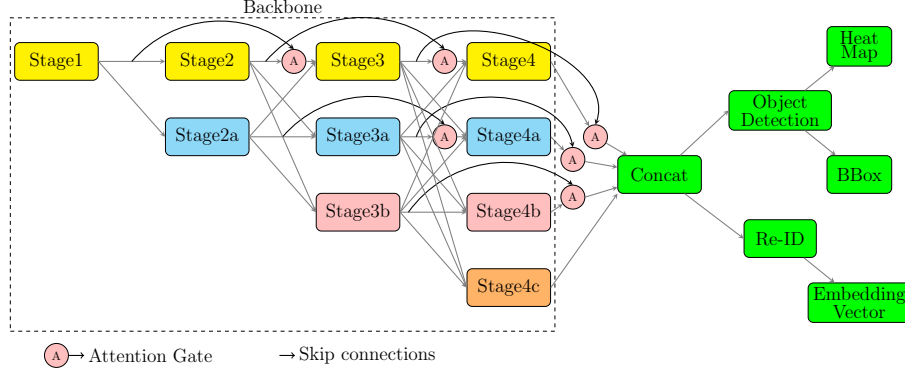 Backbone
Heat
Map
Stage1
Stage2
A
Stage3
A
Stage4
Object
Detection
Stage2a
Stage3a
A
Stage4a
A
A
Concat
BBox
Stage3b
Stage4b
A
Re-ID
Stage4c
Embedding
Vector
A → Attention Gate
→ Skip connections